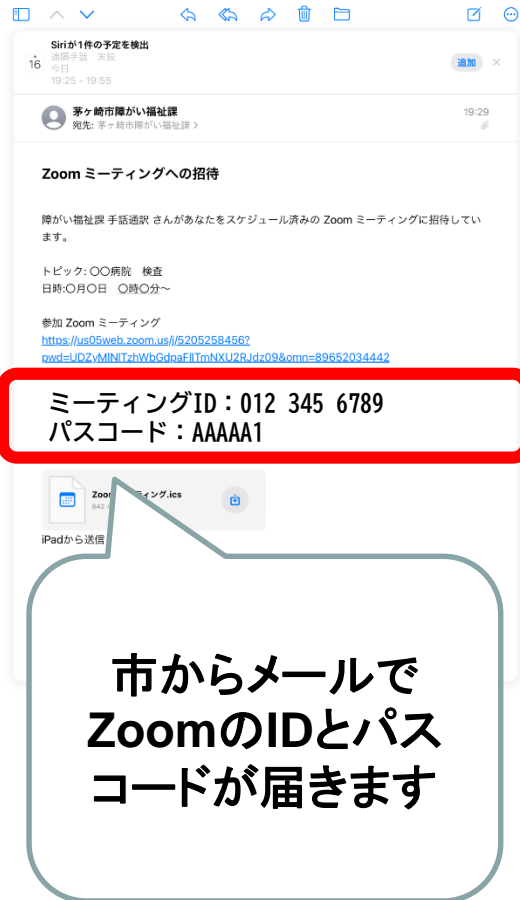 Siriが1件の予定を検出
16
遠隔手話 実技
今日
19:25 - 19:55
追加
茅ヶ崎市障がい福祉課
19:29
宛先: 茅ヶ崎市障がい福祉課 >
Zoom ミーティングへの招待
障がい福祉課 手話通訳 さんがあなたをスケジュール済みの Zoom ミーティングに招待してい
ます。
トピック: 〇〇病院 検査
日時:〇月〇日 〇時〇分～
参加 Zoom ミーティング
https://us05web.zoom.us/j/5205258456?
pwd=UDZyMlNlTzhWbGdpaFlITmNXU2RJdz09&omn=89652034442
ミーティングID：012 345 6789
パスコード：AAAAA1
ィング.ics
842
iPadから送信
市からメールで
ZoomのIDとパス
コードが届きます